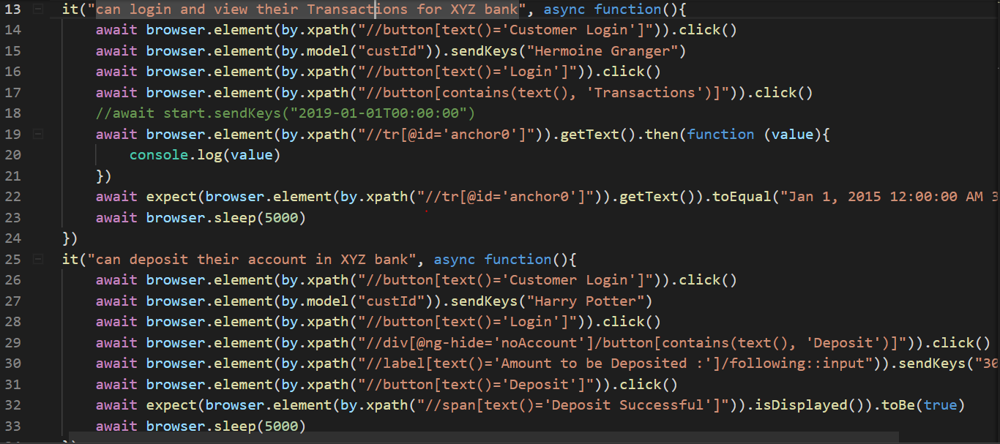 13 it("can login and view their Transactions for XYZ bank", async function(){
14 await browser.element(by.xpath("//button[text()='Customer Login']")).click()
15 await browser.element(by.model("custId")).sendKeys("Hermoine Granger")
16 await browser.element(by.xpath("//button[text()='Login']")).click()
17 await browser.element(by.xpath("//button[contains(text(), 'Transactions')]")).click()
18 //await start.sendKeys("2019-01-01T00:00:00")
19 await browser.element(by.xpath("//tr[@id='anchor0']")).getText().then(function (value){
20 console.log(value)
21 })
22 await expect(browser.element(by.xpath("//tr[@id='anchor0']")).getText()).toEqual("Jan 1, 2015 12:00:00 AM 3
23 await browser.sleep(5000)
24 })
25 it("can deposit their account in XYZ bank", async function(){
26 await browser.element(by.xpath("//button[text()='Customer Login']")).click()
27 await browser.element(by.model("custId")).sendKeys("Harry Potter")
28 await browser.element(by.xpath("//button[text()='Login']")).click()
29 await browser.element(by.xpath("//div[@ng-hide='noAccount']/button[contains(text(), 'Deposit')]")).click()
30 await browser.element(by.xpath("//label[text()='Amount to be Deposited :']/following::input")).sendKeys("30
31 await browser.element(by.xpath("//button[text()='Deposit']")).click()
32 await expect(browser.element(by.xpath("//span[text()='Deposit Successful']")).isDisplayed()).toBe(true)
33 await browser.sleep(5000)